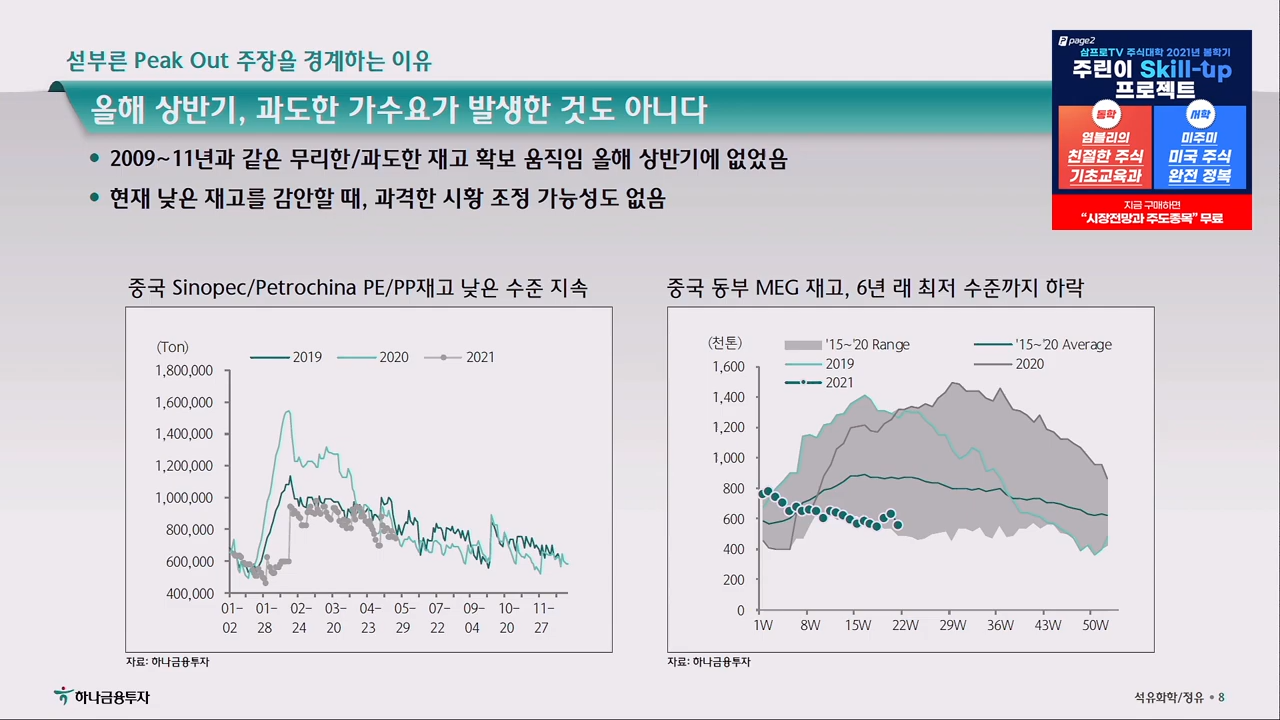 섣부른 Peak Out 주장을 경계하는 이유
올해 상반기, 과도한 가수요가 발생한 것도 아니다
• 2009~11년과 같은 무리한/과도한 재고 확보 움직임 올해 상반기에 없었음
• 현재 낮은 재고를 감안할 때, 과격한 시황 조정 가능성도 없음
page2
삼프로TV 주식대학 2021년 봄학기
주린이 Skill-up
프로젝트
동학
염블리의
친절한 주식
기초교육과
서학
미주미
미국 주식
완전 정복
지금 구매하면
“시장전망과 주도종목” 무료
중국 Sinopec/Petrochina PE/PP재고 낮은 수준 지속
(Ton)
2019 2020 2021
1,800,000
1,600,000
1,400,000
1,200,000
1,000,000
800,000
600,000
400,000
01- 01- 02- 03- 04- 05- 07- 08- 09- 10- 11-
02 28 24 20 23 29 22 04 20 27
자료: 하나금융투자
중국 동부 MEG 재고, 6년 래 최저 수준까지 하락
(천톤)
'15~'20 Range '15~'20 Average
2019 2020
2021
1,600
1,400
1,200
1,000
800
600
400
200
0
1W 8W 15W 22W 29W 36W 43W 50W
자료: 하나금융투자
하나금융투자
석유화학/정유 • 8